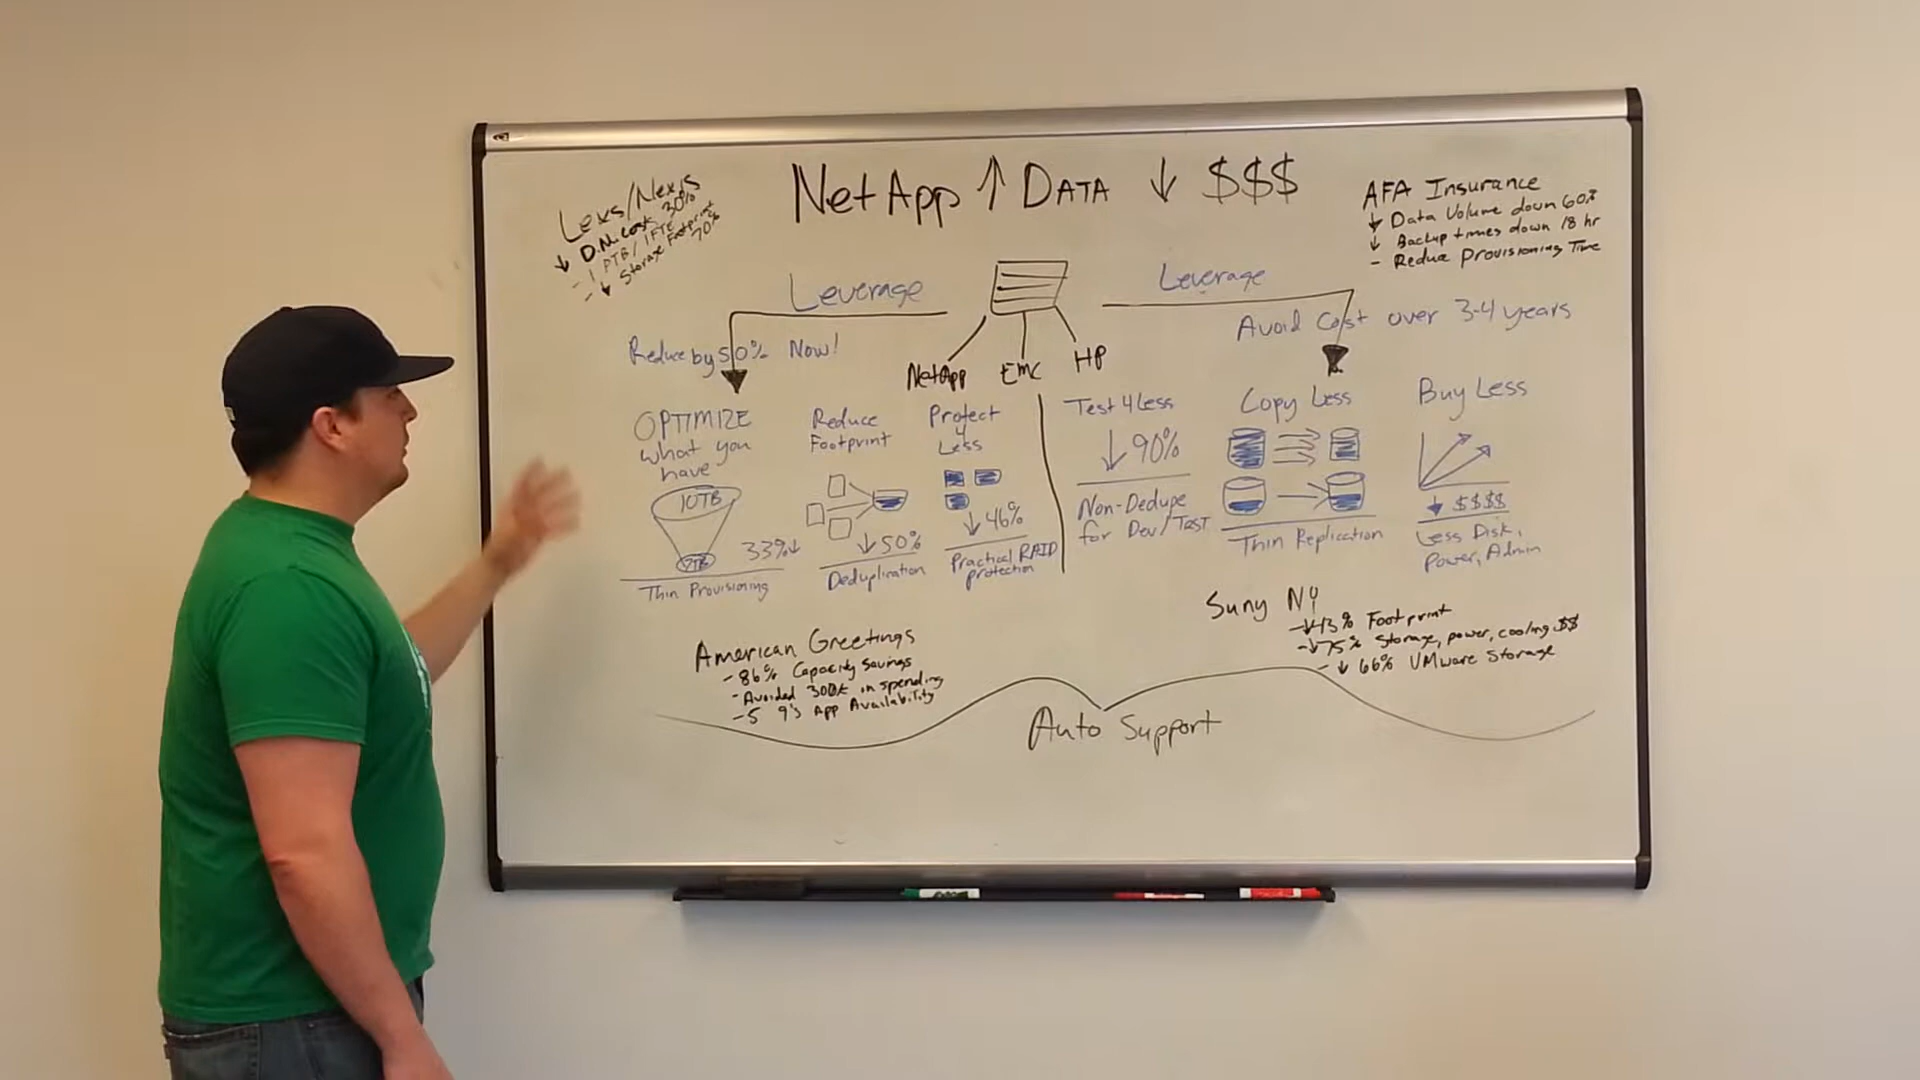 NetApp ↑ DATA ↓ $$$
Lexis/Nexis
↓ D.N. Cost 30%
- 1 PTB/1FTE
- ↓ Storage Footprint
70%
AFA Insurance
↓ Data Volume down 60%
↓ Backup times down 18 hr
- Reduce Provisioning Time
Leverage
Leverage
Reduce by 50% Now!
Avoid Cost over 3-4 years
NetApp
EMC
HP
OPTIMIZE
what you
have
10TB
7TB
33% ↓
Thin Provisioning
Reduce
Footprint
↓ 50%
Deduplication
Protect
4
Less
↓ 46%
Practical RAID
protection
Test 4 Less
↓ 90%
Non-Dedupe
for Dev/Test
Copy Less
Thin Replication
Buy Less
↓ $$$$
Less Disk,
Power, Admin
American Greetings
- 86% Capacity Savings
- Avoided 300k in spending
- 5 9's App Availability
Suny NY
- ↓ 43% Footprint
- ↓ 75% Storage, power, cooling $$
- ↓ 66% VMware Storage
Auto Support